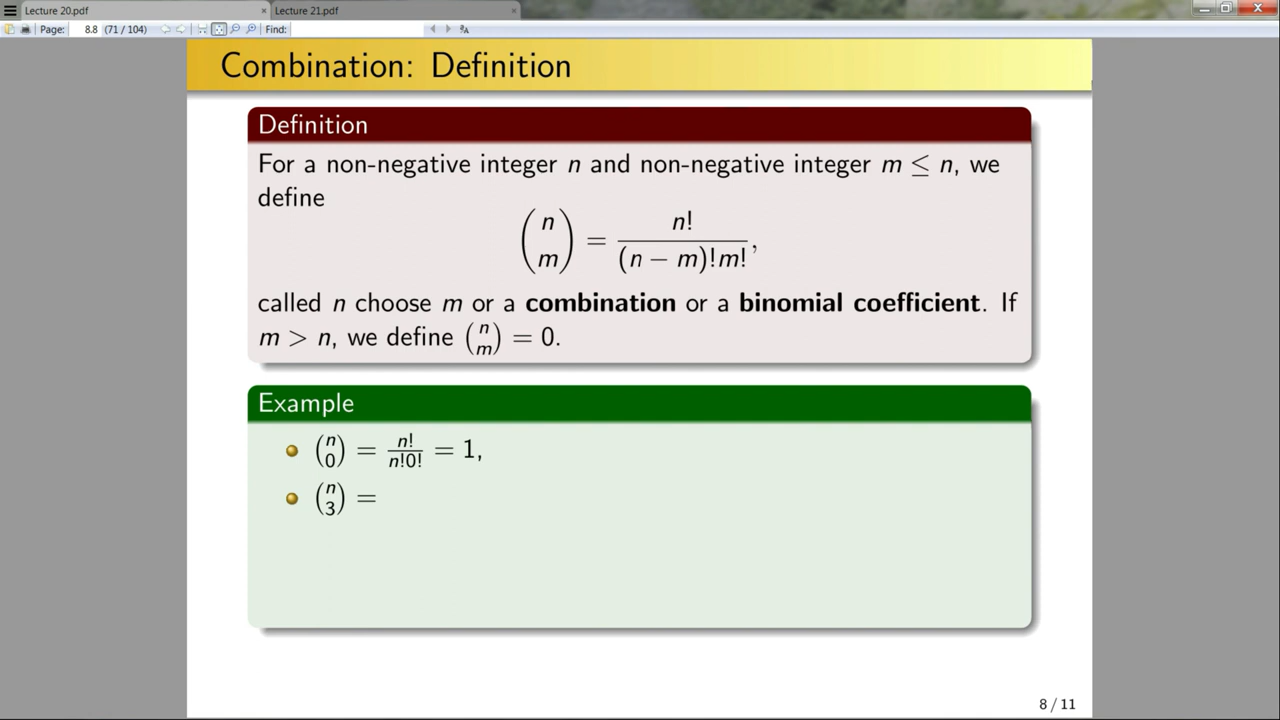 Lecture 20.pdf × Lecture 21.pdf ×
Page: 8.8 (71 / 104) Find:
Combination: Definition
Definition
For a non-negative integer n and non-negative integer m ≤ n, we
define
(n m) = n! / (n − m)!m!,
called n choose m or a combination or a binomial coefficient. If
m > n, we define (n m) = 0.
Example
(n 0) = n! / n!0! = 1,
(n 3) =
8 / 11